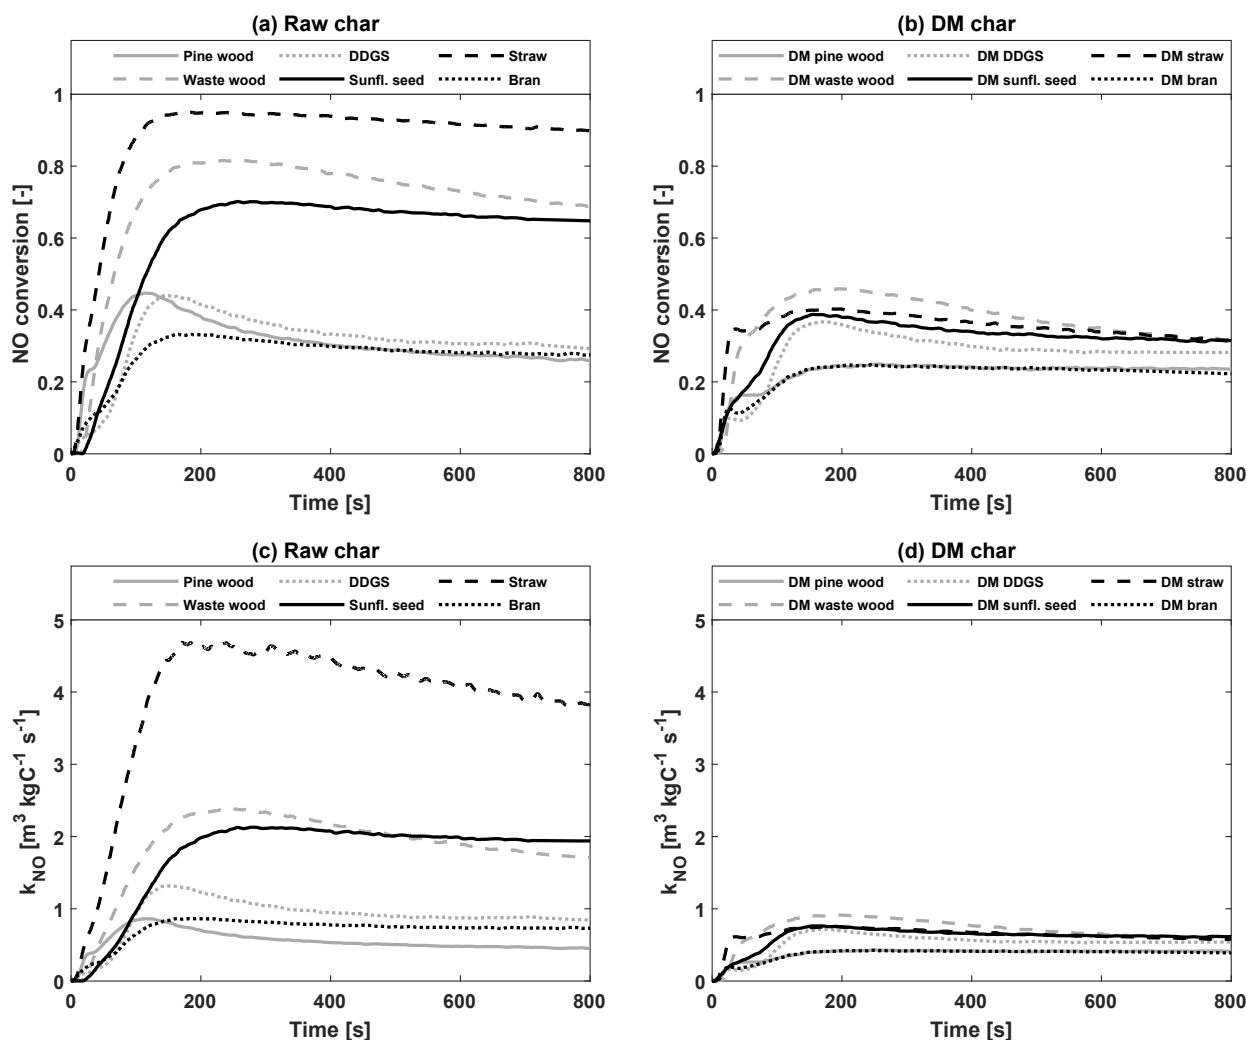 (a) Raw char
Pine wood DDGS Straw
Waste wood Sunfl. seed Bran
1
0.8
0.6
0.4
0.2
0
NO conversion [-]
0 200 400 600 800
Time [s]
(b) DM char
DM pine wood DM DDGS DM straw
DM waste wood DM sunfl. seed DM bran
1
0.8
0.6
0.4
0.2
0
NO conversion [-]
0 200 400 600 800
Time [s]
(c) Raw char
Pine wood DDGS Straw
Waste wood Sunfl. seed Bran
5
4
3
2
1
0
k_NO [m³ kgC⁻¹ s⁻¹]
0 200 400 600 800
Time [s]
(d) DM char
DM pine wood DM DDGS DM straw
DM waste wood DM sunfl. seed DM bran
5
4
3
2
1
0
k_NO [m³ kgC⁻¹ s⁻¹]
0 200 400 600 800
Time [s]